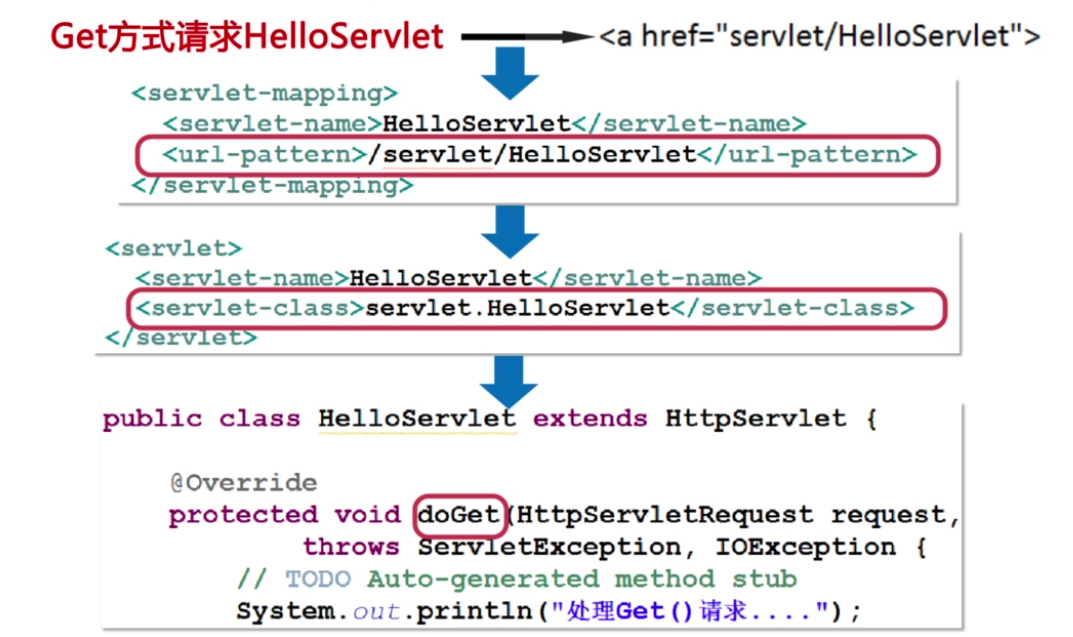 Get方式请求HelloServlet <a href="servlet/HelloServlet">
<servlet-mapping>
<servlet-name>HelloServlet</servlet-name>
<url-pattern>/servlet/HelloServlet</url-pattern>
</servlet-mapping>
<servlet>
<servlet-name>HelloServlet</servlet-name>
<servlet-class>servlet.HelloServlet</servlet-class>
</servlet>
public class HelloServlet extends HttpServlet {
@Override
protected void doGet(HttpServletRequest request,
throws ServletException, IOException {
// TODO Auto-generated method stub
System.out.println("处理Get()请求....");